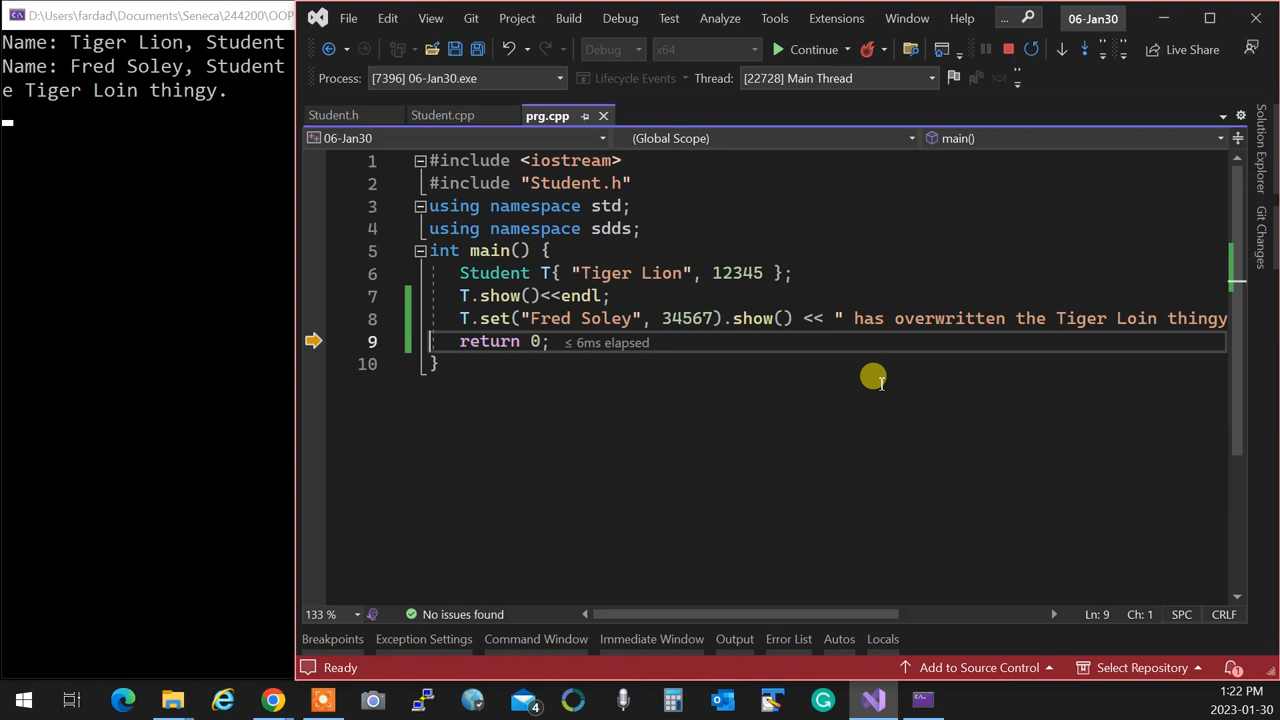 D:\Users\fardad\Documents\Seneca\244200\OOP
Name: Tiger Lion, Student
Name: Fred Soley, Student
e Tiger Loin thingy.
File Edit View Git Project Build Debug Test Analyze Tools Extensions Window Help ... 06-Jan30
Debug x64 Continue Live Share
Process: [7396] 06-Jan30.exe Lifecycle Events Thread: [22728] Main Thread
Student.h Student.cpp prg.cpp
06-Jan30 (Global Scope) main()
1 #include <iostream>
2 #include "Student.h"
3 using namespace std;
4 using namespace sdds;
5 int main() {
6 Student T{ "Tiger Lion", 12345 };
7 T.show()<<endl;
8 T.set("Fred Soley", 34567).show() << " has overwritten the Tiger Loin thingy
9 return 0; ≤ 6ms elapsed
10 }
Solution Explorer
Git Changes
133 % No issues found Ln: 9 Ch: 1 SPC CRLF
Breakpoints Exception Settings Command Window Immediate Window Output Error List Autos Locals
Ready Add to Source Control Select Repository 1
4
1:22 PM
2023-01-30